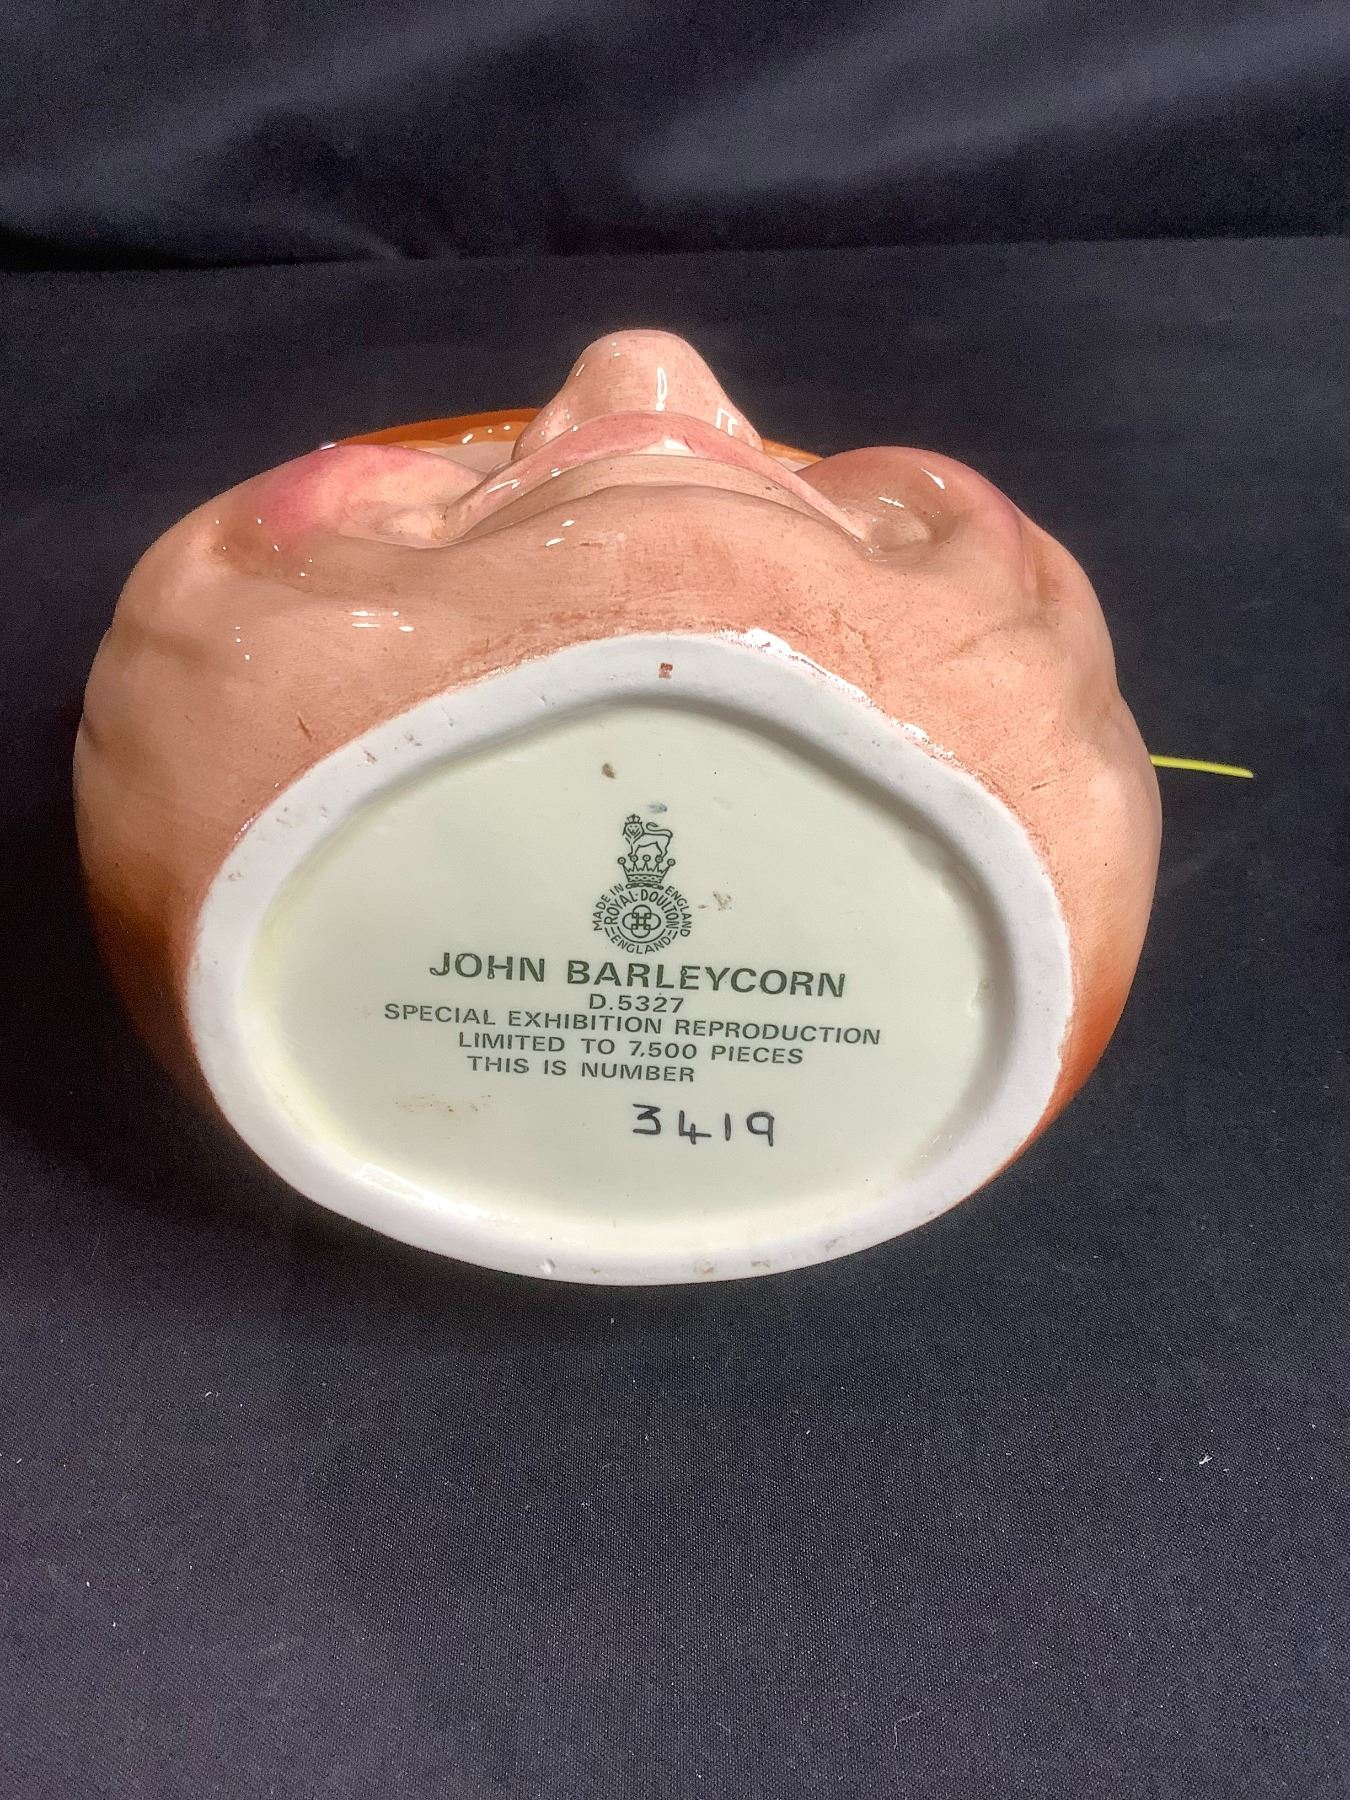 MADE IN ENGLAND
ROYAL·DOULTON
ENGLAND
JOHN BARLEYCORN
D.5327
SPECIAL EXHIBITION REPRODUCTION
LIMITED TO 7,500 PIECES
THIS IS NUMBER
3419